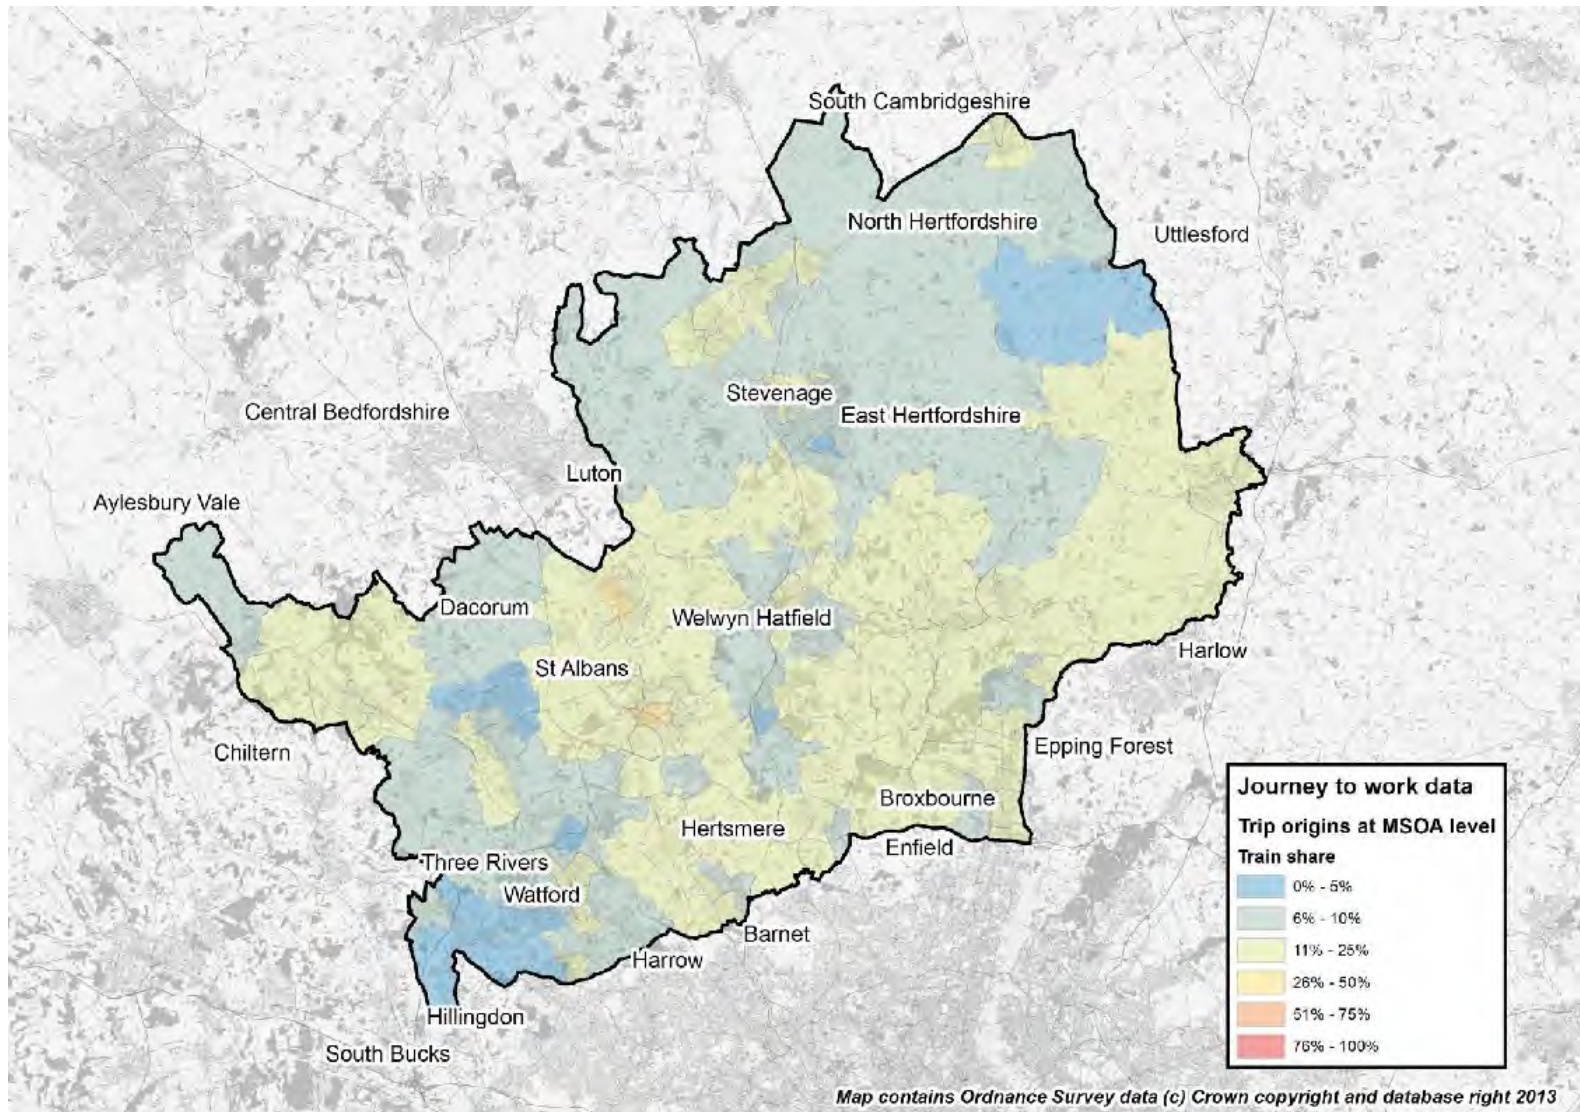 South Cambridgeshire
North Hertfordshire
Uttlesford
Stevenage
Central Bedfordshire
East Hertfordshire
Luton
Aylesbury Vale
Dacorum
Welwyn Hatfield
St Albans
Harlow
Chiltern
Epping Forest
Broxbourne
Hertsmere
Enfield
Three Rivers
Watford
Barnet
Harrow
Hillingdon
South Bucks
Journey to work data
Trip origins at MSOA level
Train share
0% - 5%
6% - 10%
11% - 25%
26% - 50%
51% - 75%
76% - 100%
Map contains Ordnance Survey data (c) Crown copyright and database right 2013